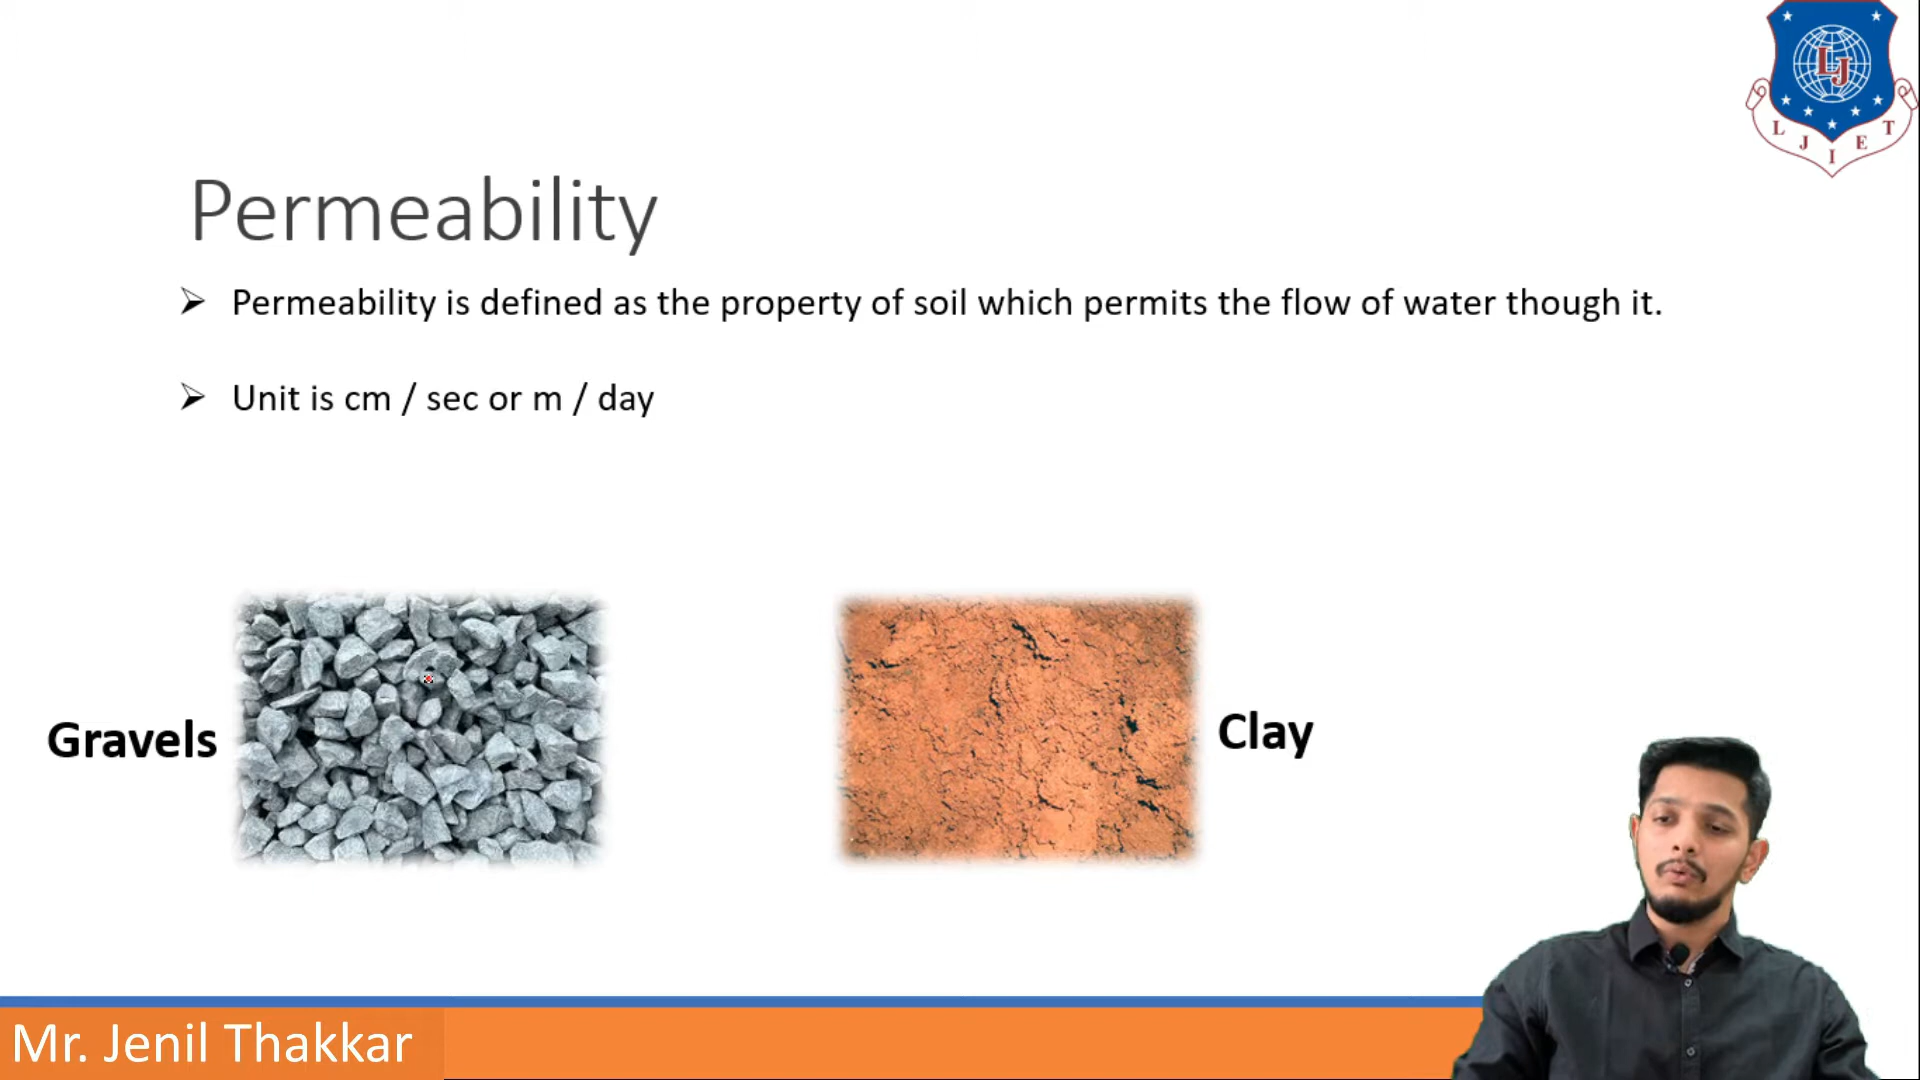 L J I E T
LJ
Permeability
Permeability is defined as the property of soil which permits the flow of water though it.
Unit is cm / sec or m / day
Gravels
Clay
Mr. Jenil Thakkar